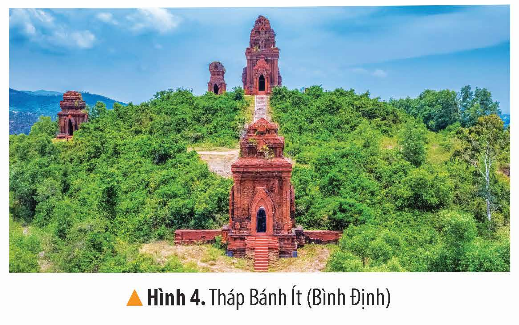 ▲ Hình 4. Tháp Bánh Ít (Bình Định)